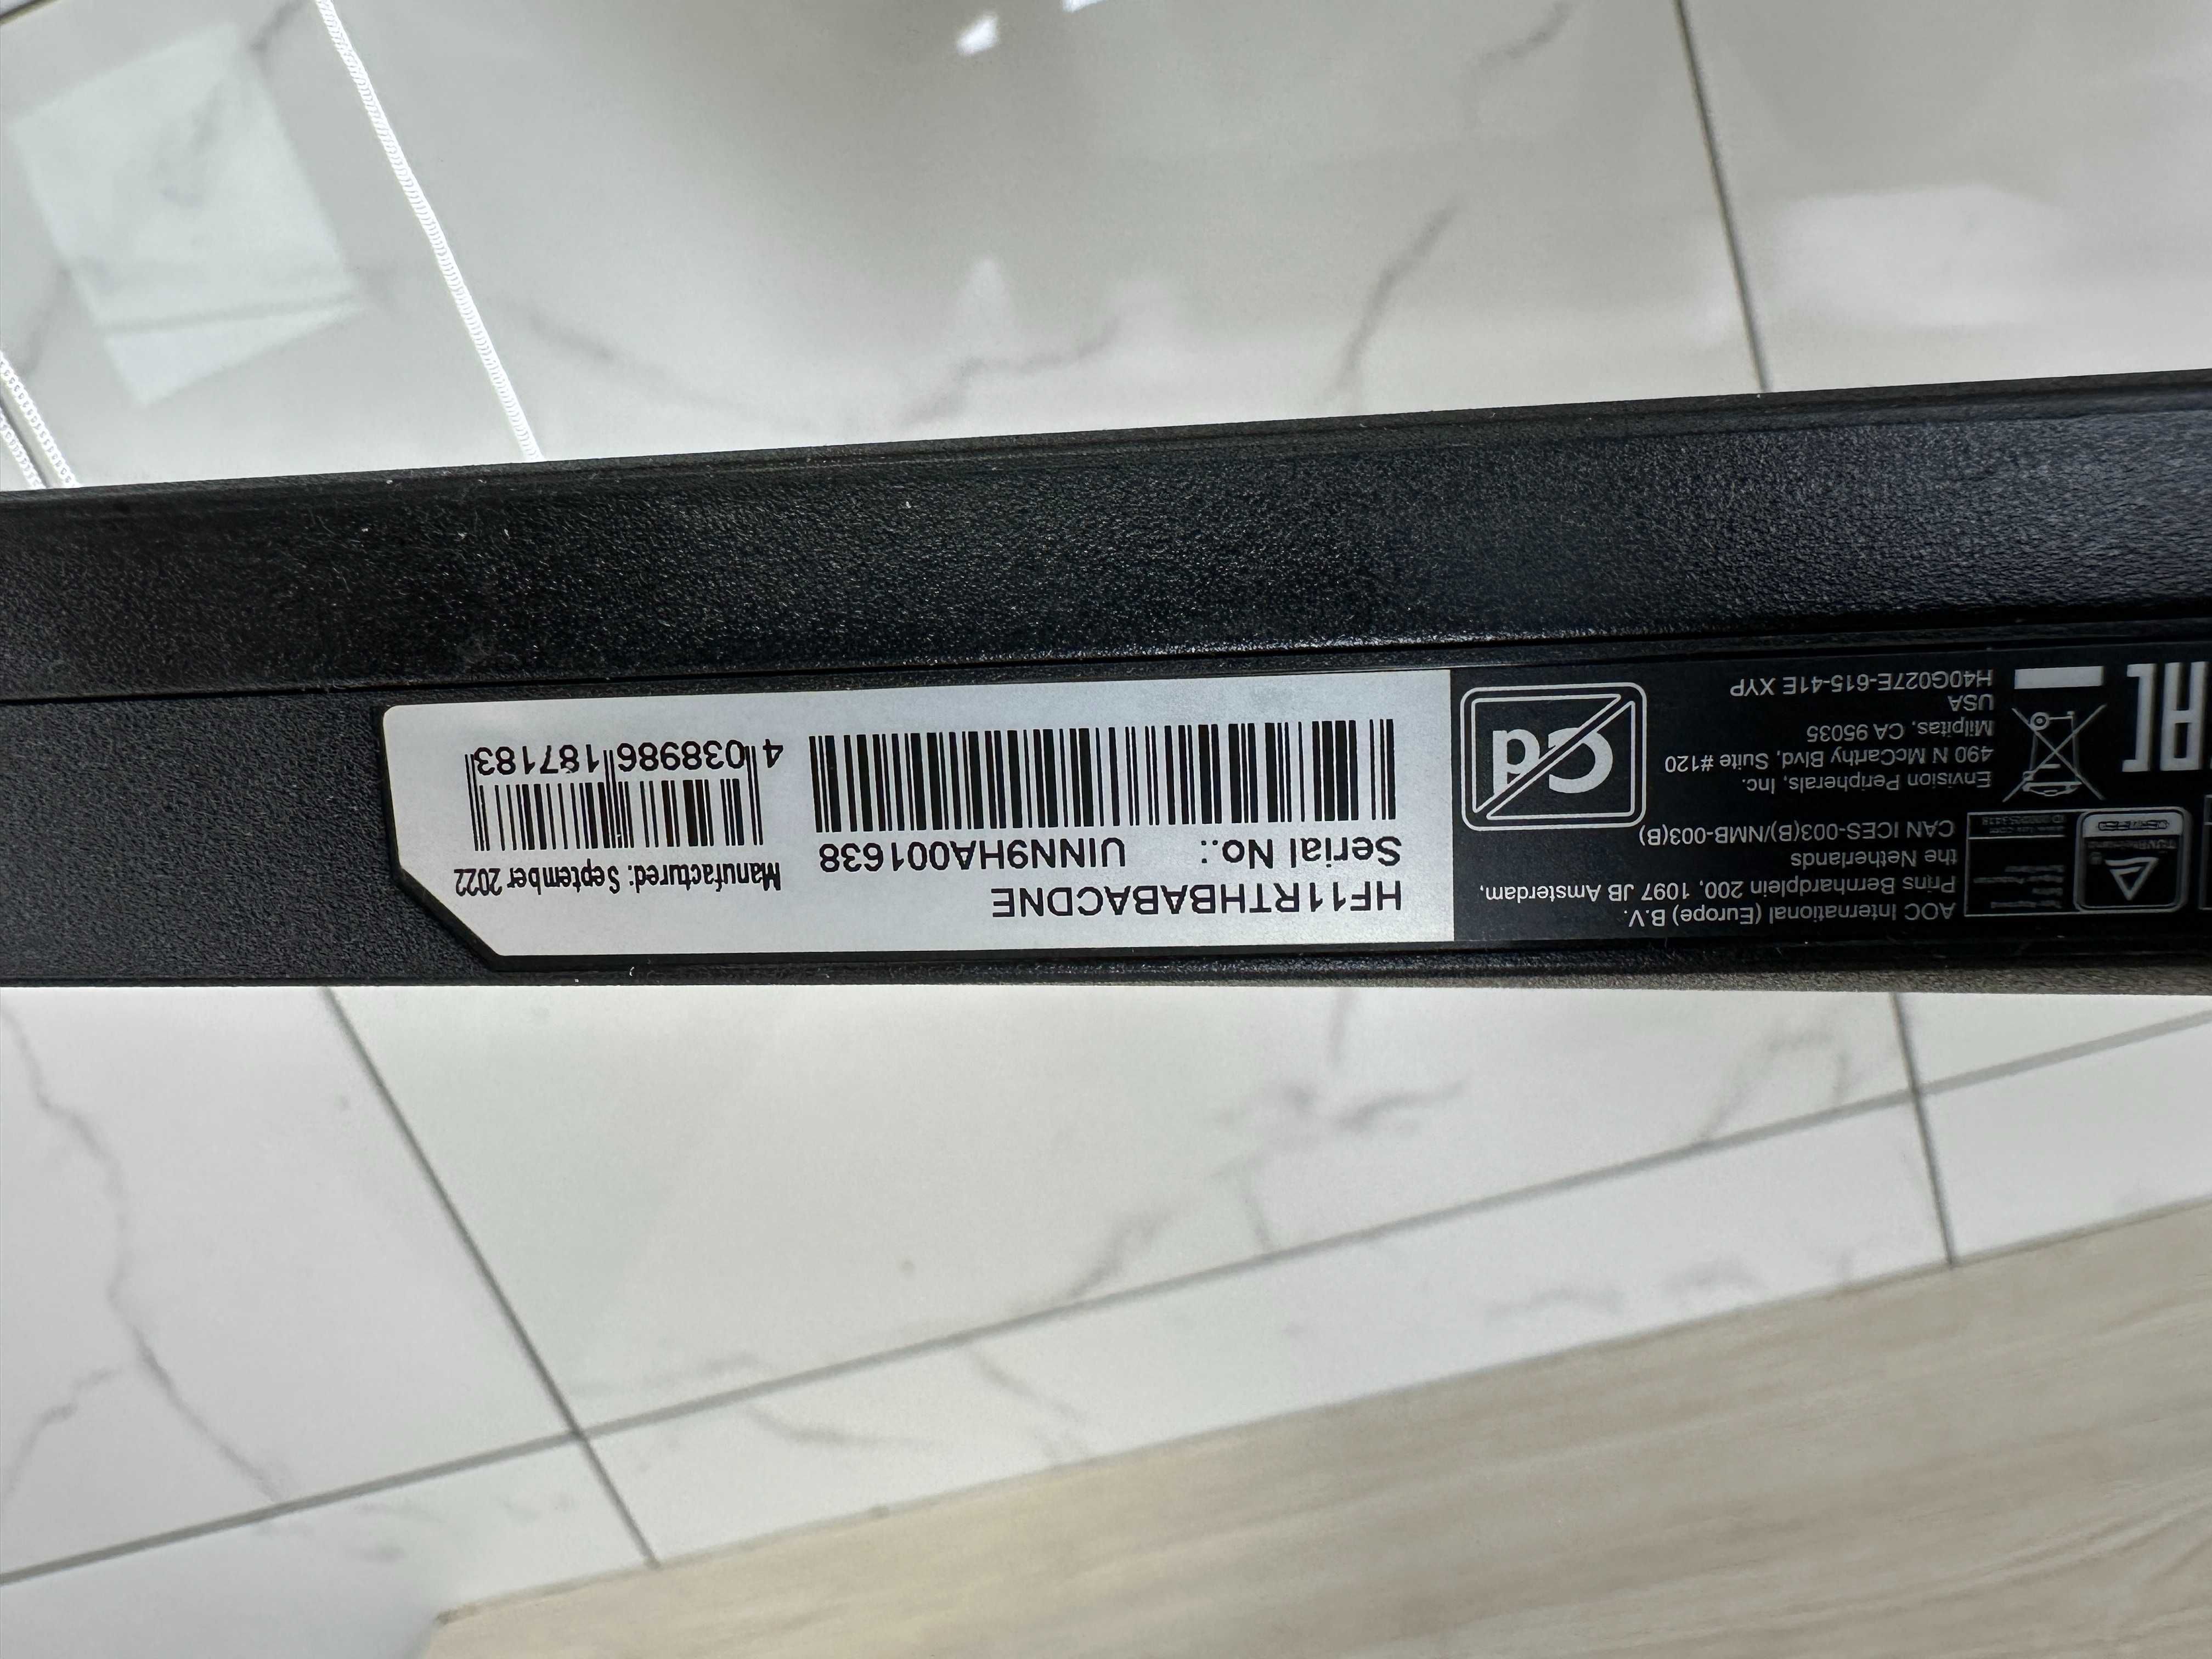 HF11RTHBABACDNE
Serial No.: UINN9HA001638
Manufactured: September 2022
4 038986 187183
AOC International (Europe) B.V.
Prins Bernhardplein 200, 1097 JB Amsterdam,
the Netherlands
CAN ICES-003(B)/NMB-003(B)
Envision Peripherals, Inc.
490 N McCarthy Blvd, Suite #120
Milpitas, CA 95035
USA
H40G027E-615-41E XYP
Cd
TÜVRheinland
CERTIFIED